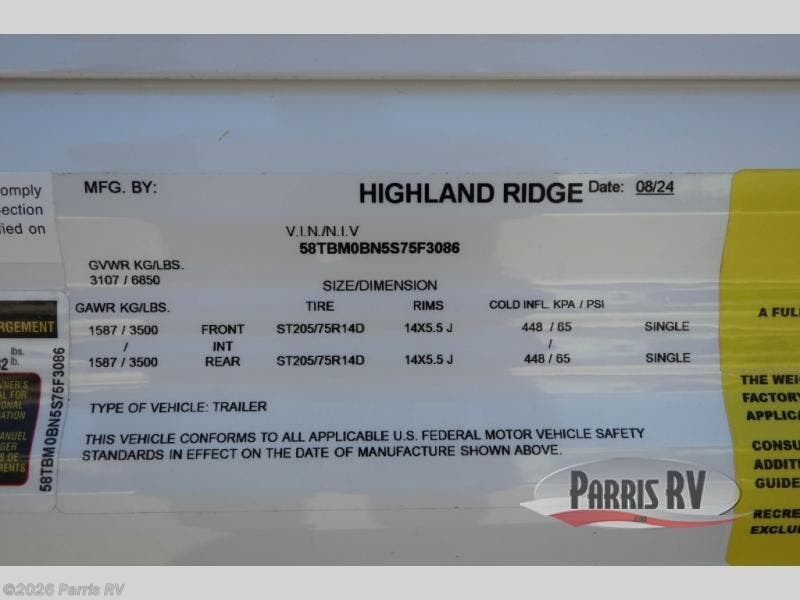 omply
ection
ied on
MFG. BY:
HIGHLAND RIDGE
Date: 08/24
V.I.N./N.I.V
58TBM0BN5S75F3086
GVWR KG/LBS.
3107 / 6850
SIZE/DIMENSION
GAWR KG/LBS. TIRE RIMS COLD INFL. KPA / PSI
1587 / 3500 FRONT ST205/75R14D 14X5.5 J 448 / 65 SINGLE
/ INT /
1587 / 3500 REAR ST205/75R14D 14X5.5 J 448 / 65 SINGLE
TYPE OF VEHICLE: TRAILER
THIS VEHICLE CONFORMS TO ALL APPLICABLE U.S. FEDERAL MOTOR VEHICLE SAFETY
STANDARDS IN EFFECT ON THE DATE OF MANUFACTURE SHOWN ABOVE.
RGEMENT
lbs.
lb.
58TBM0BN5S75F3086
A FULL
THE WEI
FACTORY
APPLICA
CONSU
ADDITI
GUIDE
RECRE
EXCLU
PARRIS RV
©2026 Parris RV